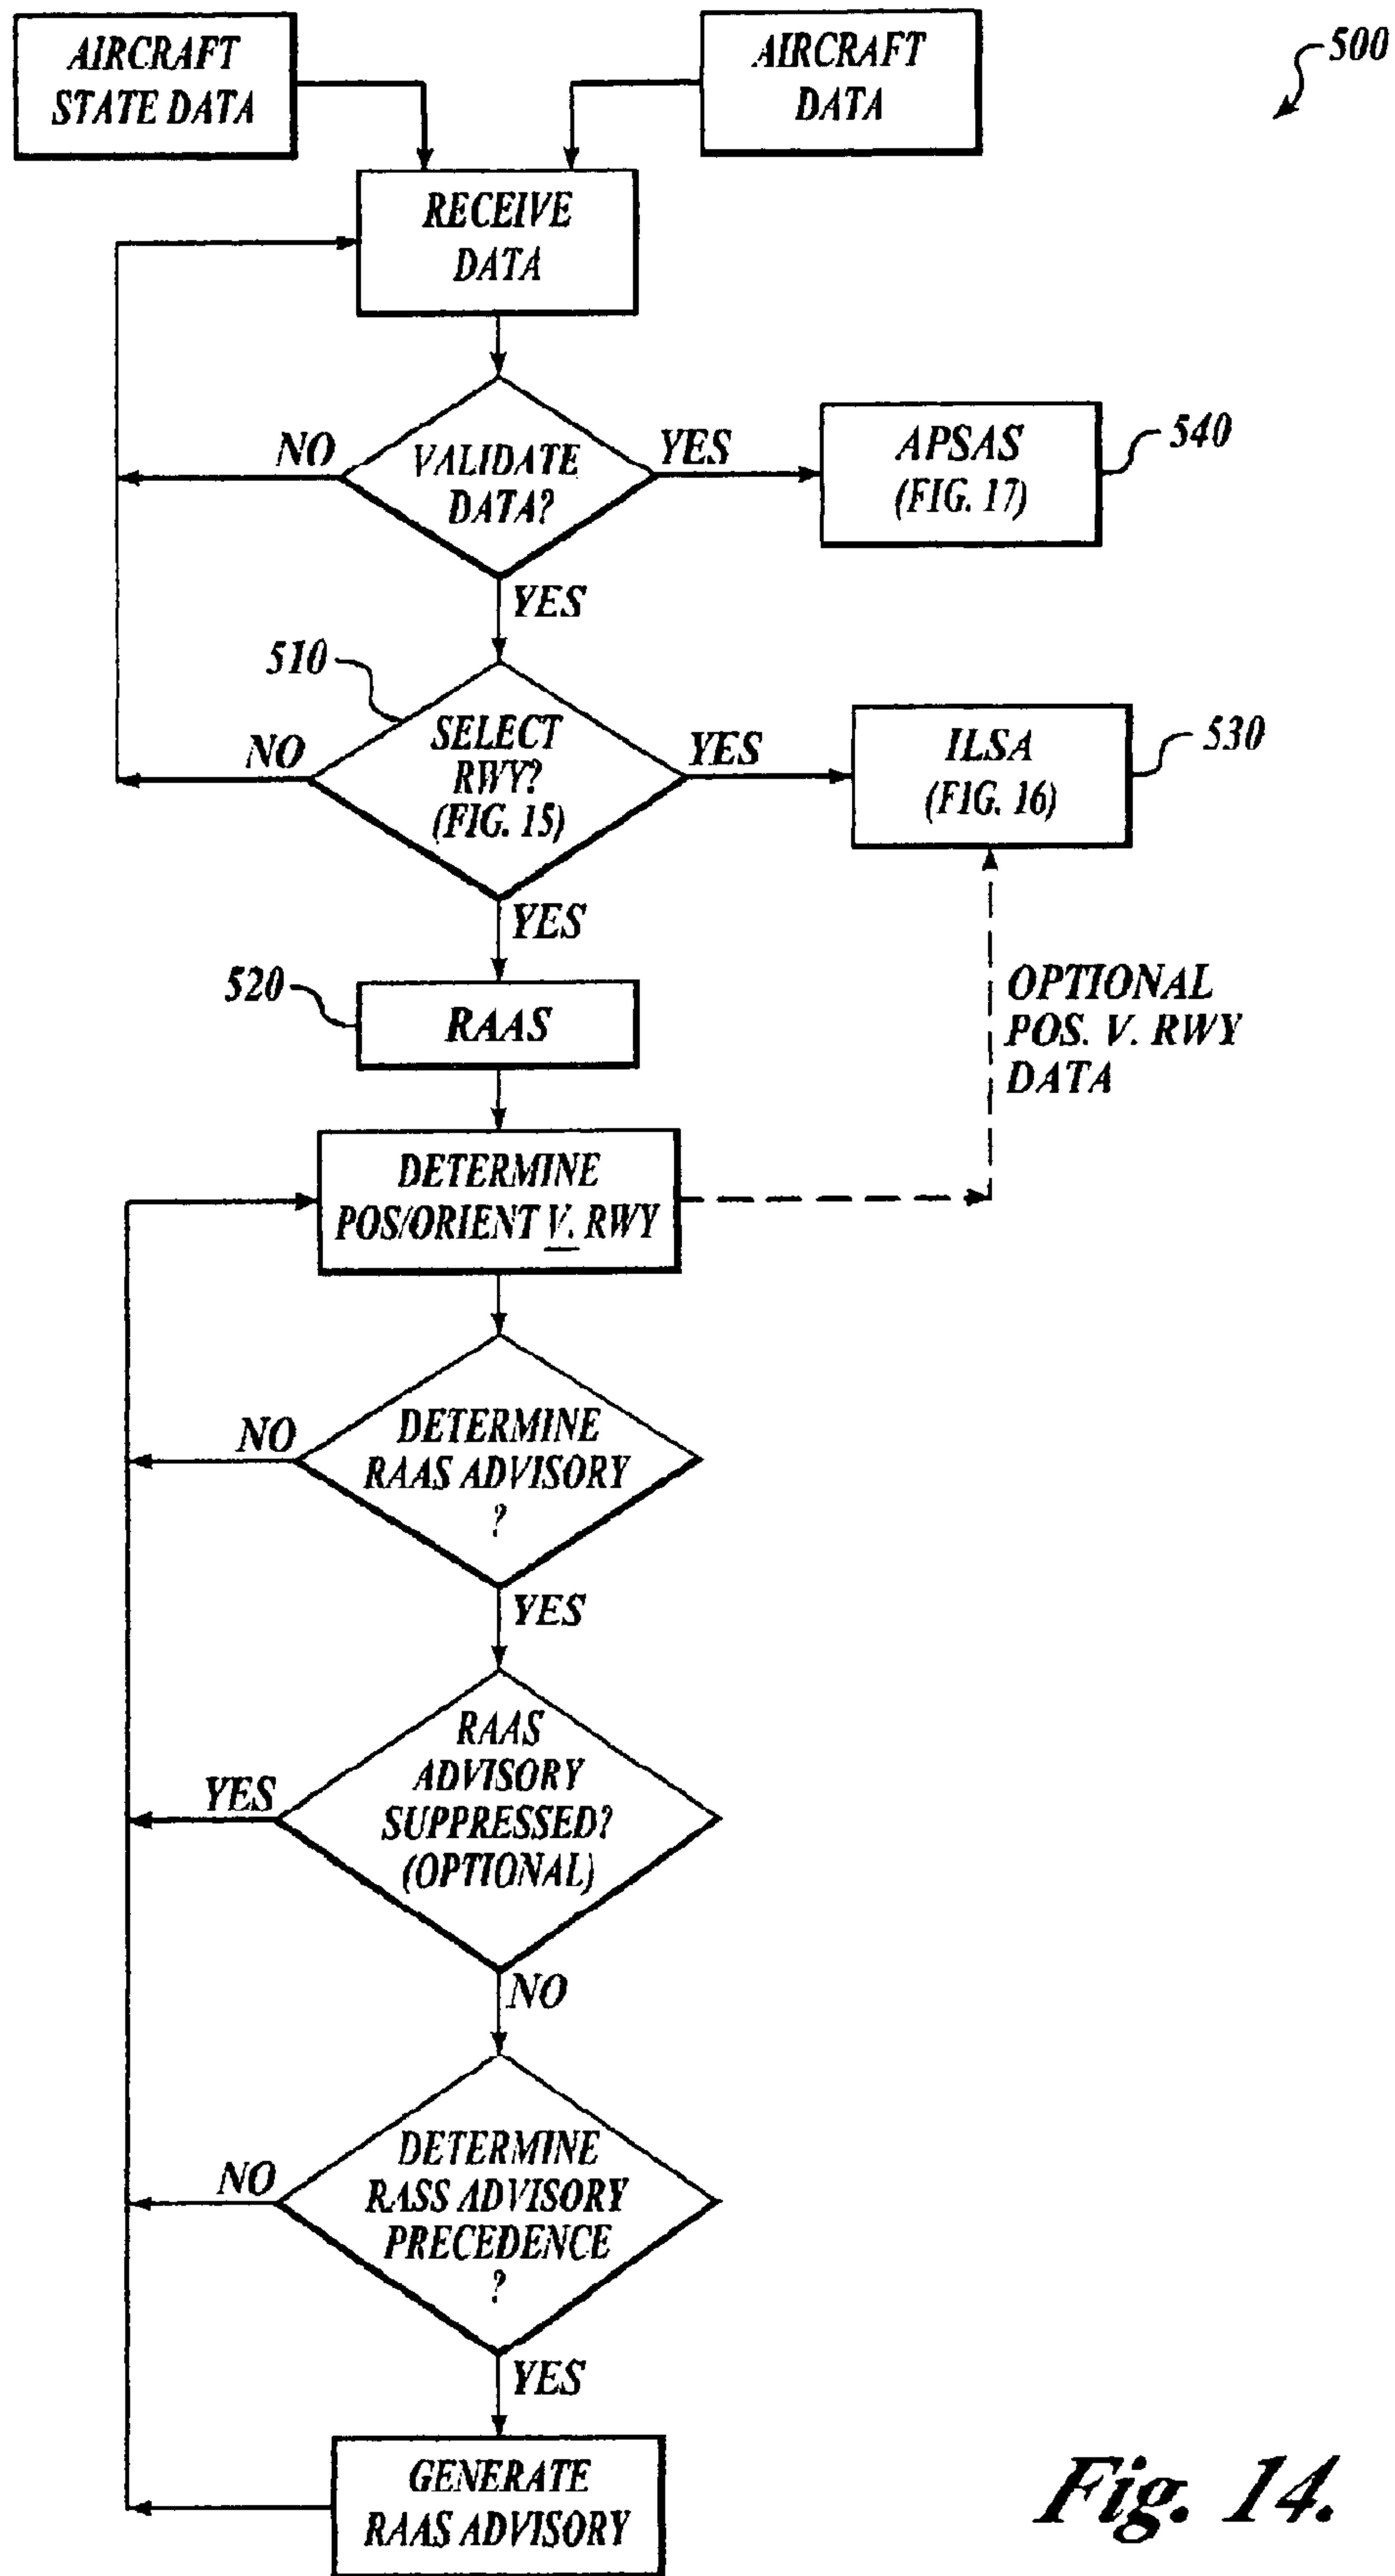 AIRCRAFT
STATE DATA
AIRCRAFT
DATA
500
RECEIVE
DATA
NO
VALIDATE
DATA?
YES
APSAS
(FIG. 17)
540
YES
510
NO
SELECT
RWY?
(FIG. 15)
YES
ILSA
(FIG. 16)
530
YES
520
RAAS
OPTIONAL
POS. V. RWY
DATA
DETERMINE
POS/ORIENT V. RWY
NO
DETERMINE
RAAS ADVISORY
?
YES
YES
RAAS
ADVISORY
SUPPRESSED?
(OPTIONAL)
NO
NO
DETERMINE
RASS ADVISORY
PRECEDENCE
?
YES
GENERATE
RAAS ADVISORY
Fig. 14.